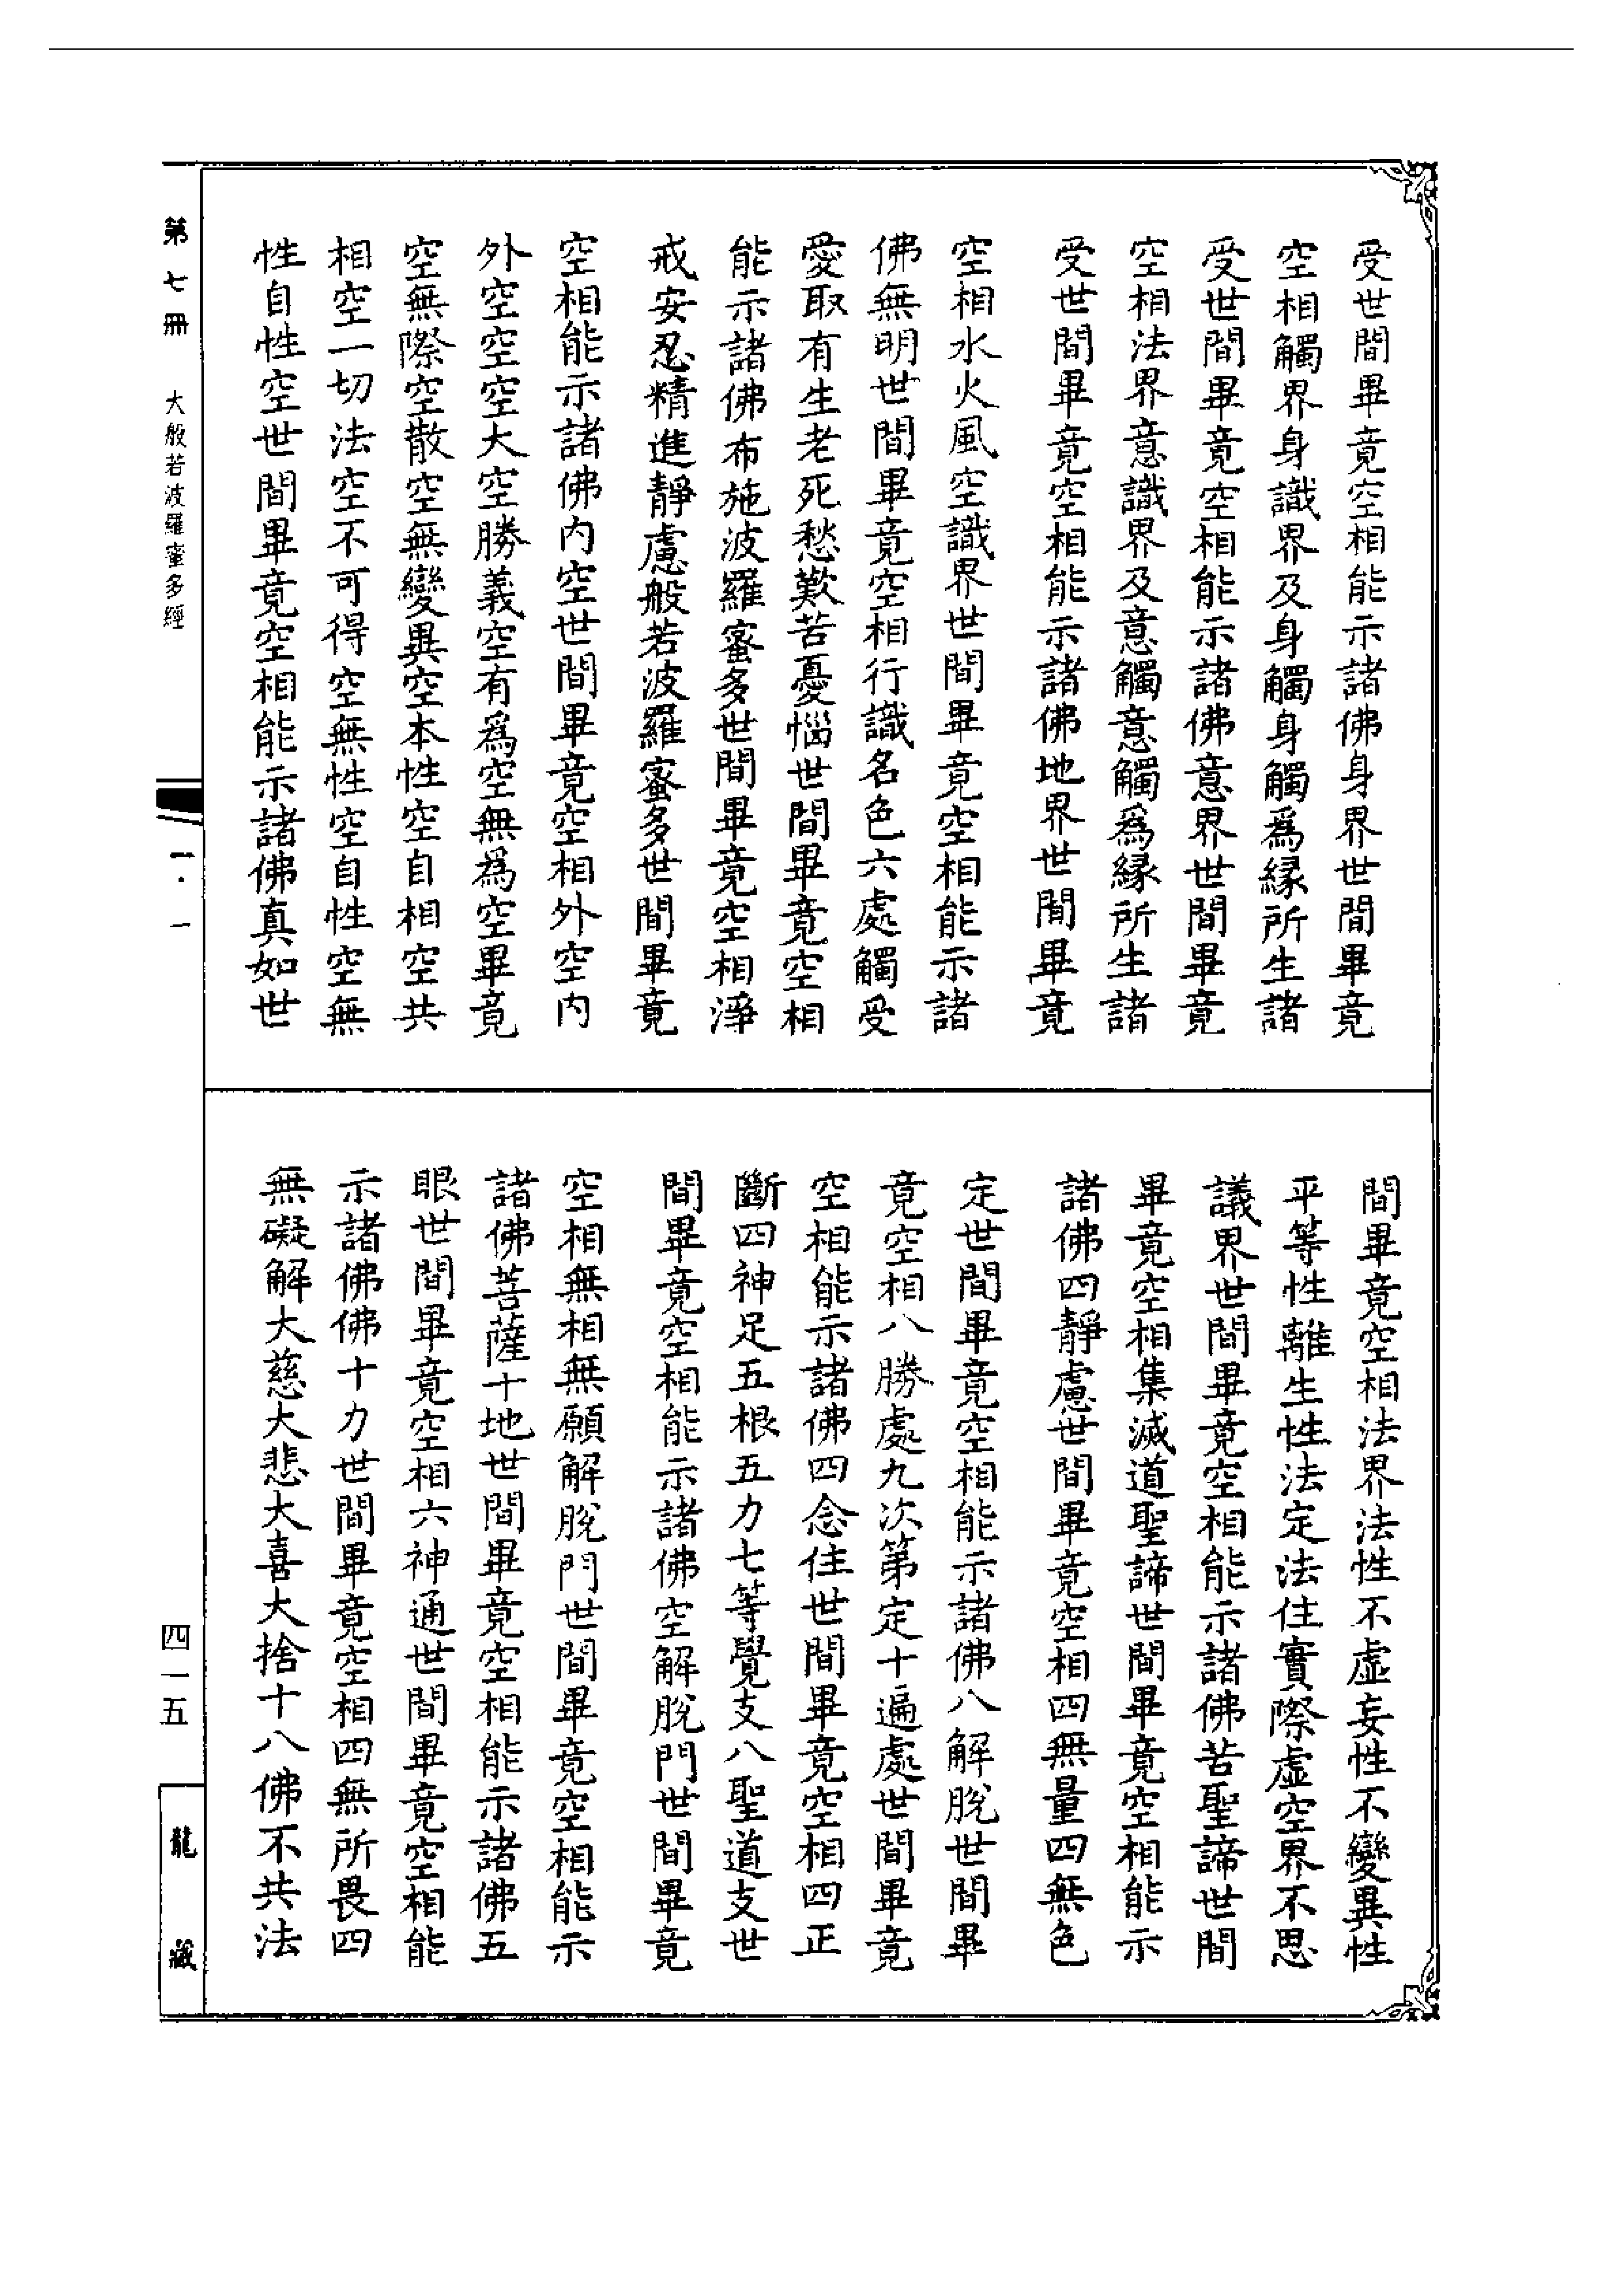 受世間畢竟空相能示諸佛身界世間畢竟
空相觸界身識界及身觸身觸爲緣所生諸
受世間畢竟空相能示諸佛意界世間畢竟
空相法界意識界及意觸意觸爲緣所生諸
受世間畢竟空相能示諸佛地界世間畢竟
空相水火風空識界世間畢竟空相能示諸
佛無明世間畢竟空相行識名色六處觸受
愛取有生老死愁歎苦憂惱世間畢竟空相
能示諸佛布施波羅蜜多世間畢竟空相淨
戒安忍精進靜慮般若波羅蜜多世間畢竟
空相能示諸佛內空世間畢竟空相外空內
外空空空大空勝義空有爲空無爲空畢竟
空無際空散空無變異空本性空自相空共
相空一切法空不可得空無性空自性空無
性自性空世間畢竟空相能示諸佛真如世
間畢竟空相法界法性不虛妄性不變異性
平等性離生性法定法住實際虛空界不思
議界世間畢竟空相能示諸佛苦聖諦世間
畢竟空相集滅道聖諦世間畢竟空相能示
諸佛四靜慮世間畢竟空相四無量四無色
定世間畢竟空相能示諸佛八解脫世間畢
竟空相八勝處九次第定十遍處世間畢竟
空相能示諸佛四念住世間畢竟空相四正
斷四神足五根五力七等覺支八聖道支世
間畢竟空相能示諸佛空解脫門世間畢竟
空相無相無願解脫門世間畢竟空相能示
諸佛菩薩十地世間畢竟空相能示諸佛五
眼世間畢竟空相六神通世間畢竟空相能
示諸佛佛十力世間畢竟空相四無所畏四
無礙解大慈大悲大喜大捨十八佛不共法
第七冊 大般若波羅蜜多經 一·一 四一五 龍藏